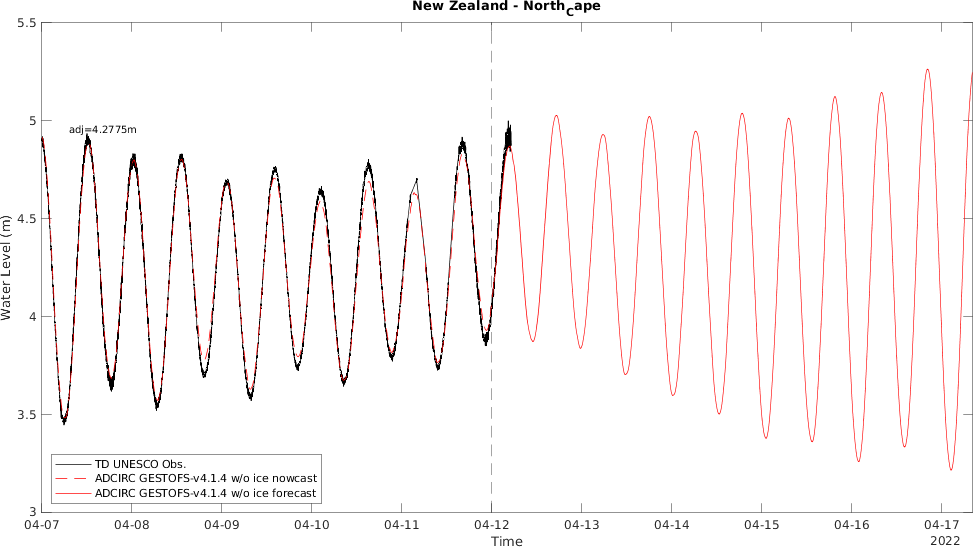 New Zealand - North_Cape
5.5
5
4.5
4
3.5
3
Water Level (m)
adj=4.2775m
TD UNESCO Obs.
ADCIRC GESTOFS-v4.1.4 w/o ice nowcast
ADCIRC GESTOFS-v4.1.4 w/o ice forecast
04-07 04-08 04-09 04-10 04-11 04-12 04-13 04-14 04-15 04-16 04-17
Time 2022